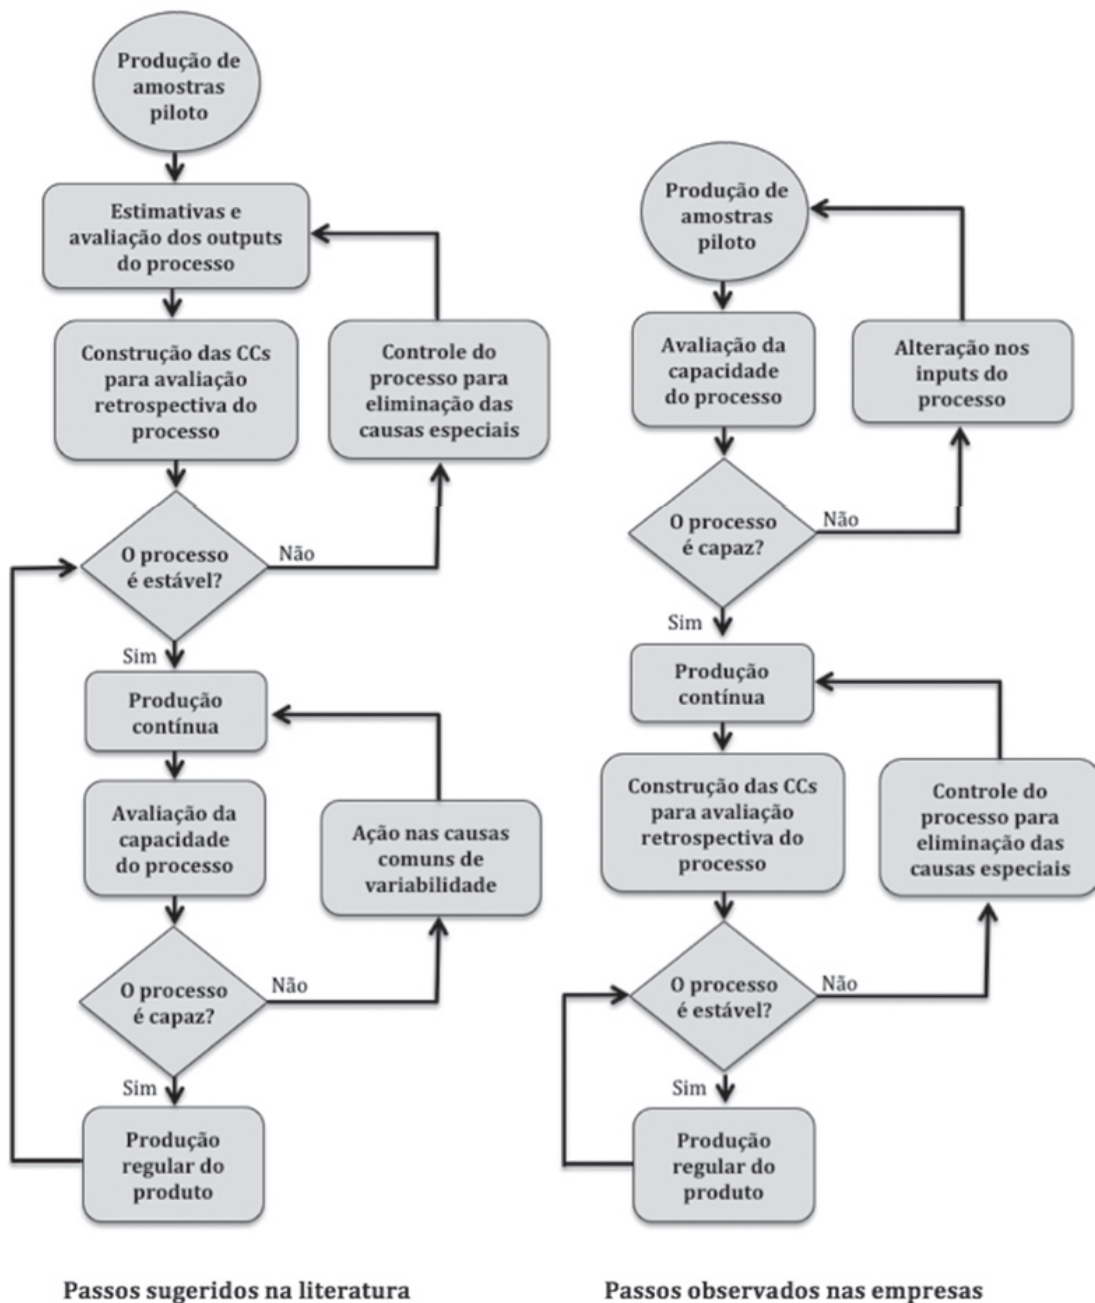 Produção de
amostras
piloto
Estimativas e
avaliação dos outputs
do processo
Construção das CCs
para avaliação
retrospectiva do
processo
Controle do
processo para
eliminação das
causas especiais
O processo
é estável?
Não
Sim
Produção
contínua
Avaliação da
capacidade
do processo
Ação nas causas
comuns de
variabilidade
O processo
é capaz?
Não
Sim
Produção
regular do
produto
Passos sugeridos na literatura
Produção de
amostras
piloto
Avaliação da
capacidade
do processo
Alteração nos
inputs do
processo
O processo
é capaz?
Não
Sim
Produção
contínua
Construção das CCs
para avaliação
retrospectiva do
processo
Controle do
processo para
eliminação das
causas especiais
O processo
é estável?
Não
Sim
Produção
regular do
produto
Passos observados nas empresas